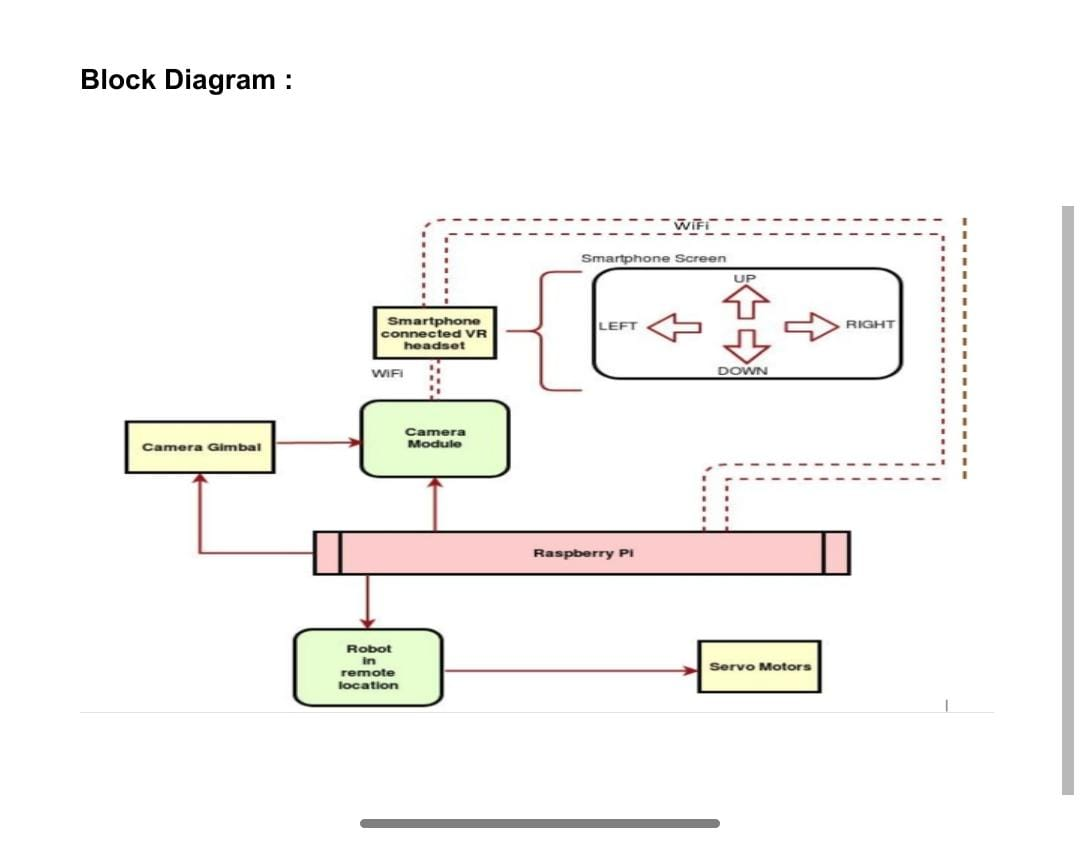 Block Diagram :
WiFi
Smartphone Screen
UP
LEFT
RIGHT
DOWN
Smartphone
connected VR
headset
WiFi
Camera
Module
Camera Gimbal
Raspberry Pi
Robot
in
remote
location
Servo Motors